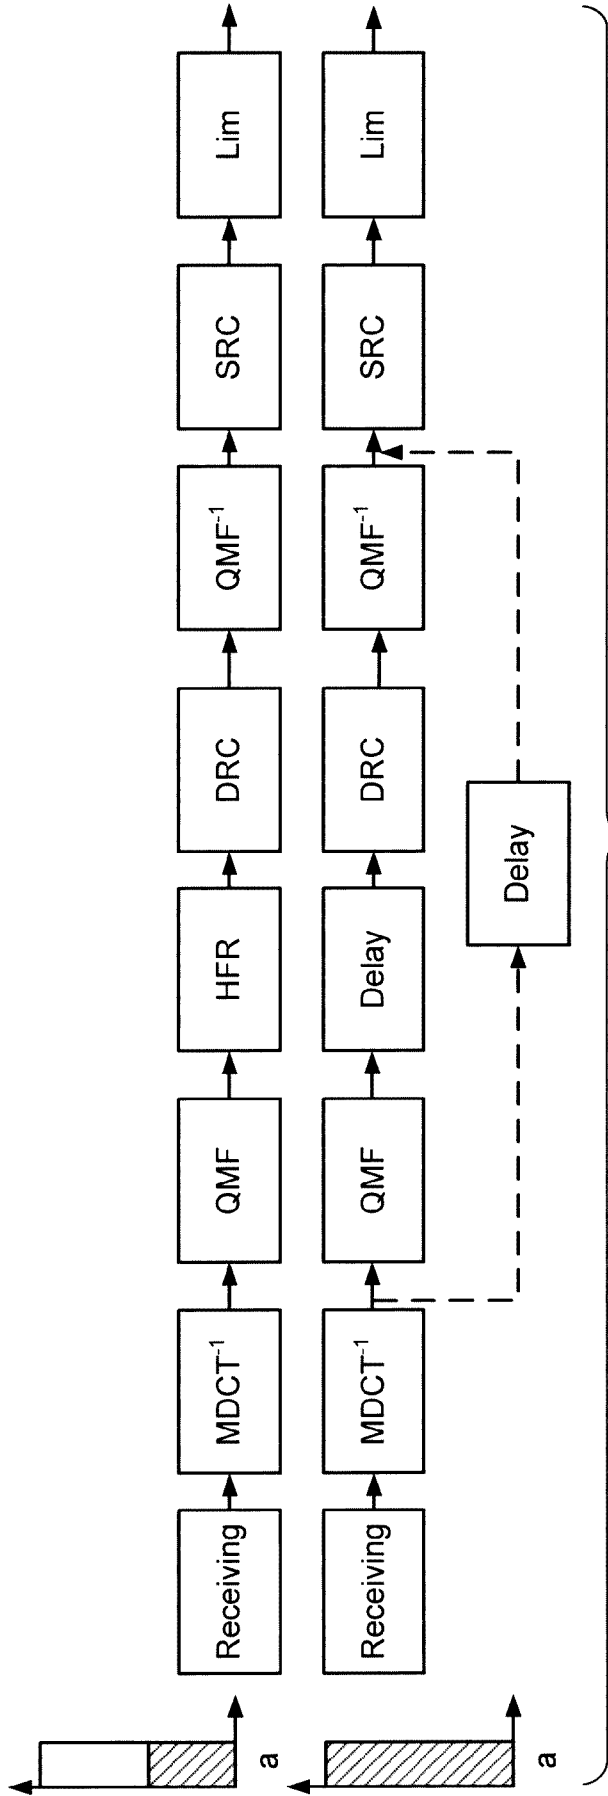 Receiving
MDCT⁻¹
QMF
HFR
DRC
QMF⁻¹
SRC
Lim
a
Receiving
MDCT⁻¹
QMF
Delay
DRC
QMF⁻¹
SRC
Lim
a
Delay